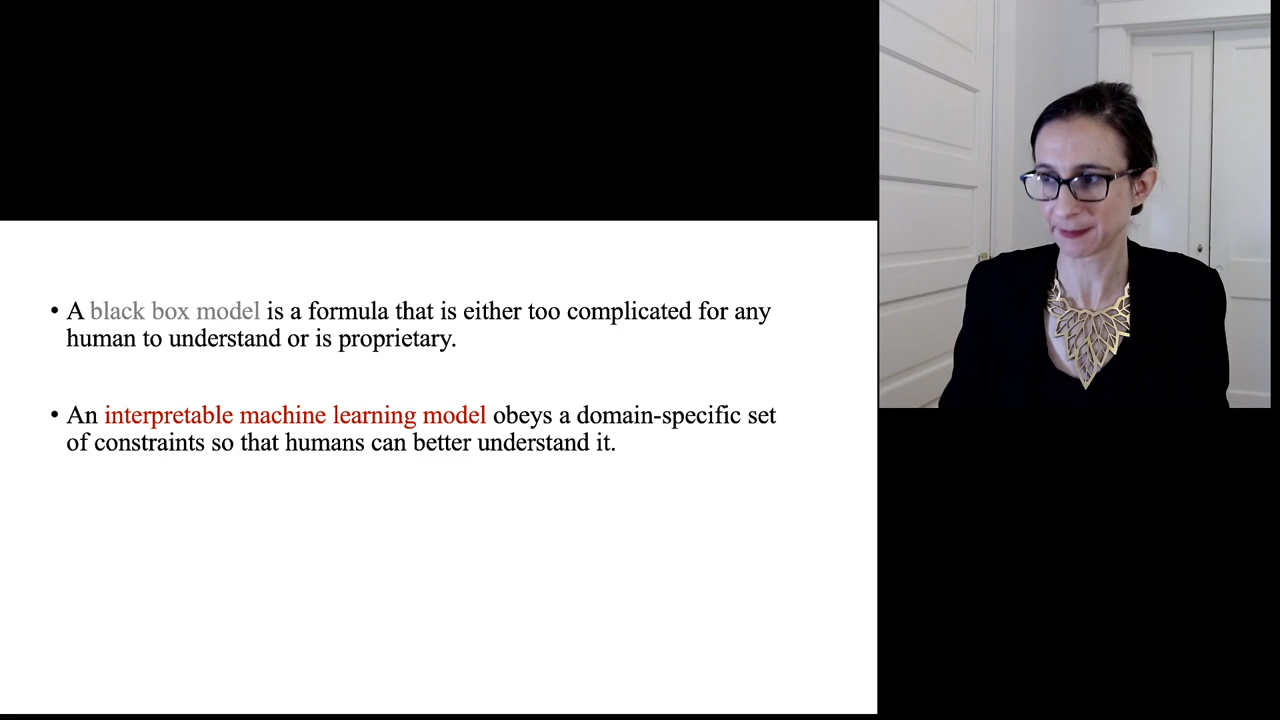 • A black box model is a formula that is either too complicated for any
human to understand or is proprietary.
• An interpretable machine learning model obeys a domain-specific set
of constraints so that humans can better understand it.